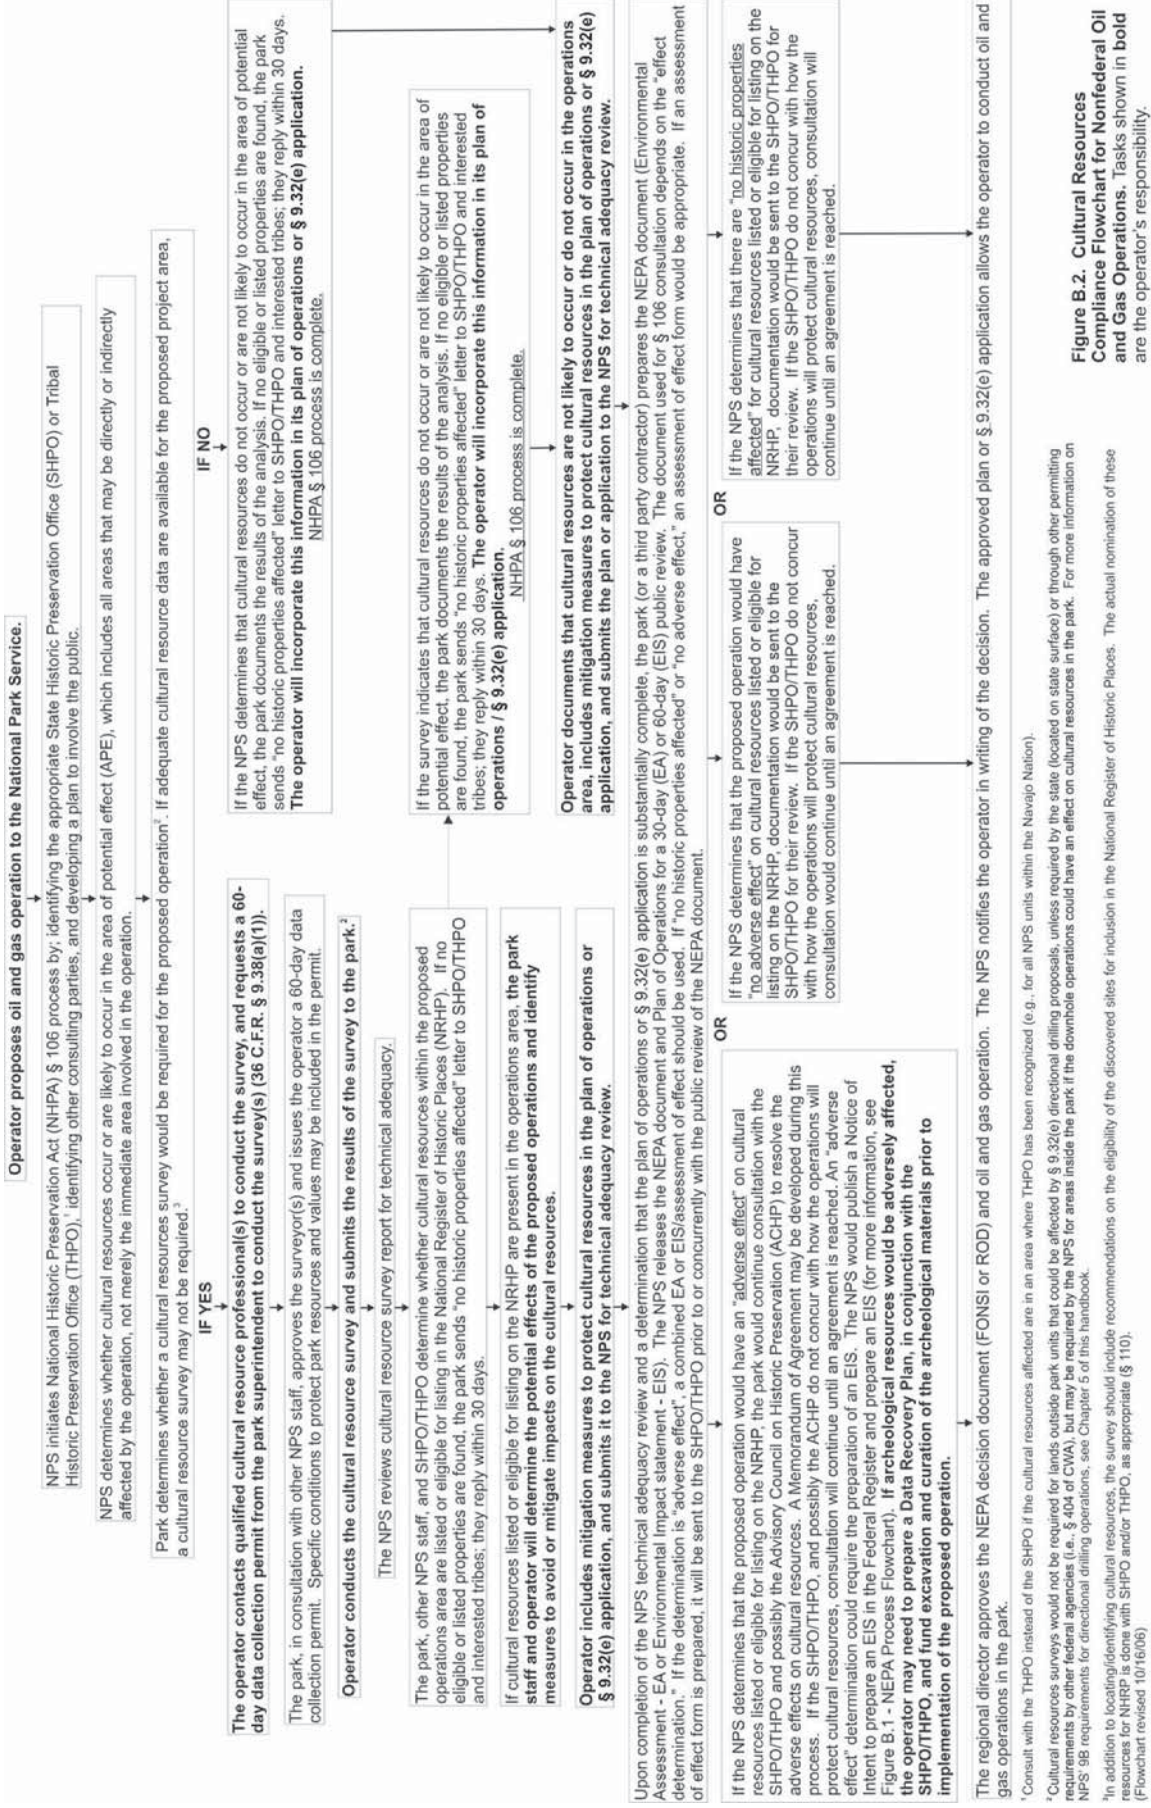 Operator proposes oil and gas operation to the National Park Service.
NPS initiates National Historic Preservation Act (NHPA) § 106 process by; identifying the appropriate State Historic Preservation Office (SHPO) or Tribal
Historic Preservation Office (THPO),¹ identifying other consulting parties, and developing a plan to involve the public.
NPS determines whether cultural resources occur or are likely to occur in the area of potential effect (APE), which includes all areas that may be directly or indirectly
affected by the operation, not merely the immediate area involved in the operation.
Park determines whether a cultural resources survey would be required for the proposed operation². If adequate cultural resource data are available for the proposed project area,
a cultural resource survey may not be required.³
IF YES
The operator contacts qualified cultural resource professional(s) to conduct the survey, and requests a 60-
day data collection permit from the park superintendent to conduct the survey(s) (36 C.F.R. § 9.38(a)(1)).
The park, in consultation with other NPS staff, approves the surveyor(s) and issues the operator a 60-day data
collection permit. Specific conditions to protect park resources and values may be included in the permit.
Operator conducts the cultural resource survey and submits the results of the survey to the park.²
The NPS reviews cultural resource survey report for technical adequacy.
The park, other NPS staff, and SHPO/THPO determine whether cultural resources within the proposed
operations area are listed or eligible for listing in the National Register of Historic Places (NRHP). If no
eligible or listed properties are found, the park sends "no historic properties affected" letter to SHPO/THPO
and interested tribes; they reply within 30 days.
If cultural resources listed or eligible for listing on the NRHP are present in the operations area, the park
staff and operator will determine the potential effects of the proposed operations and identify
measures to avoid or mitigate impacts on the cultural resources.
Operator includes mitigation measures to protect cultural resources in the plan of operations or
§ 9.32(e) application, and submits it to the NPS for technical adequacy review.
IF NO
If the NPS determines that cultural resources do not occur or are not likely to occur in the area of potential
effect, the park documents the results of the analysis. If no eligible or listed properties are found, the park
sends "no historic properties affected" letter to SHPO/THPO and interested tribes; they reply within 30 days.
The operator will incorporate this information in its plan of operations or § 9.32(e) application.
NHPA § 106 process is complete.
If the survey indicates that cultural resources do not occur or are not likely to occur in the area of
potential effect, the park documents the results of the analysis. If no eligible or listed properties
are found, the park sends "no historic properties affected" letter to SHPO/THPO and interested
tribes; they reply within 30 days. The operator will incorporate this information in its plan of
operations / § 9.32(e) application.
NHPA § 106 process is complete.
Operator documents that cultural resources are not likely to occur or do not occur in the operations
area, includes mitigation measures to protect cultural resources in the plan of operations or § 9.32(e)
application, and submits the plan or application to the NPS for technical adequacy review.
Upon completion of the NPS technical adequacy review and a determination that the plan of operations or § 9.32(e) application is substantially complete, the park (or a third party contractor) prepares the NEPA document (Environmental
Assessment - EA or Environmental Impact statement - EIS). The NPS releases the NEPA document and Plan of Operations for a 30-day (EA) or 60-day (EIS) public review. The document used for § 106 consultation depends on the "effect
determination." If the determination is "adverse effect", a combined EA or EIS/assessment of effect should be used. If "no historic properties affected" or "no adverse effect," an assessment of effect form would be appropriate. If an assessment
of effect form is prepared, it will be sent to the SHPO/THPO prior to or concurrently with the public review of the NEPA document.
If the NPS determines that the proposed operation would have an "adverse effect" on cultural
resources listed or eligible for listing on the NRHP, the park would continue consultation with the
SHPO/THPO and possibly the Advisory Council on Historic Preservation (ACHP) to resolve the
adverse effects on cultural resources. A Memorandum of Agreement may be developed during this
process. If the SHPO/THPO, and possibly the ACHP do not concur with how the operations will
protect cultural resources, consultation will continue until an agreement is reached. An "adverse
effect" determination could require the preparation of an EIS. The NPS would publish a Notice of
Intent to prepare an EIS in the Federal Register and prepare an EIS (for more information, see
Figure B.1 - NEPA Process Flowchart). If archeological resources would be adversely affected,
the operator may need to prepare a Data Recovery Plan, in conjunction with the
SHPO/THPO, and fund excavation and curation of the archeological materials prior to
implementation of the proposed operation.
OR
If the NPS determines that the proposed operation would have
"no adverse effect" on cultural resources listed or eligible for
listing on the NRHP, documentation would be sent to the
SHPO/THPO for their review. If the SHPO/THPO do not concur
with how the operations will protect cultural resources,
consultation would continue until an agreement is reached.
OR
If the NPS determines that there are "no historic properties
affected" for cultural resources listed or eligible for listing on the
NRHP, documentation would be sent to the SHPO/THPO for
their review. If the SHPO/THPO do not concur with how the
operations will protect cultural resources, consultation will
continue until an agreement is reached.
The regional director approves the NEPA decision document (FONSI or ROD) and oil and gas operation. The NPS notifies the operator in writing of the decision. The approved plan or § 9.32(e) application allows the operator to conduct oil and
gas operations in the park.
¹Consult with the THPO instead of the SHPO if the cultural resources affected are in an area where THPO has been recognized (e.g., for all NPS units within the Navajo Nation).
²Cultural resources surveys would not be required for lands outside park units that could be affected by § 9.32(e) directional drilling proposals, unless required by the state (located on state surface) or through other permitting
requirements by other federal agencies (i.e., § 404 of CWA), but may be required by the NPS for areas inside the park if the downhole operations could have an effect on cultural resources in the park. For more information on
NPS' 9B requirements for directional drilling operations, see Chapter 5 of this handbook.
³In addition to locating/identifying cultural resources, the survey should include recommendations on the eligibility of the discovered sites for inclusion in the National Register of Historic Places. The actual nomination of these
resources for NHRP is done with SHPO and/or THPO, as appropriate (§ 110).
(Flowchart revised 10/16/06)
Figure B.2. Cultural Resources
Compliance Flowchart for Nonfederal Oil
and Gas Operations. Tasks shown in bold
are the operator's responsibility.